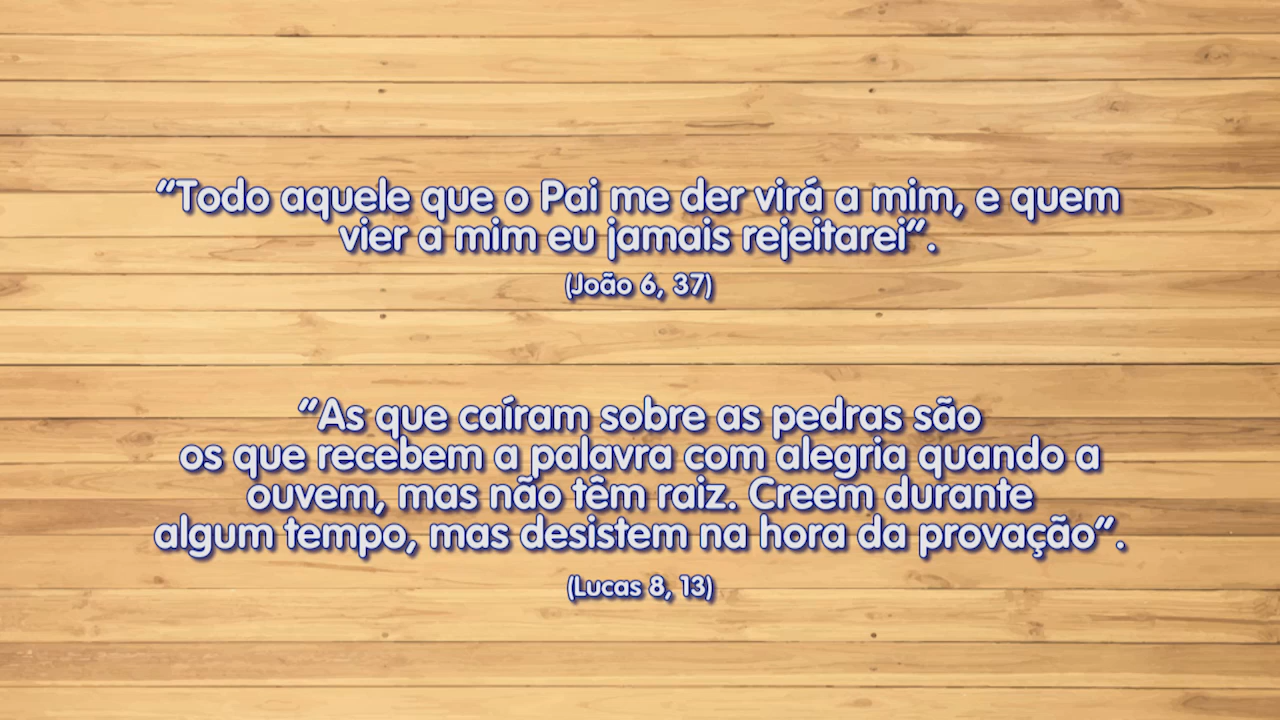 “Todo aquele que o Pai me der virá a mim, e quem
vier a mim eu jamais rejeitarei”.
(João 6, 37)
“As que caíram sobre as pedras são
os que recebem a palavra com alegria quando a
ouvem, mas não têm raiz. Creem durante
algum tempo, mas desistem na hora da provação“.
(Lucas 8, 13)